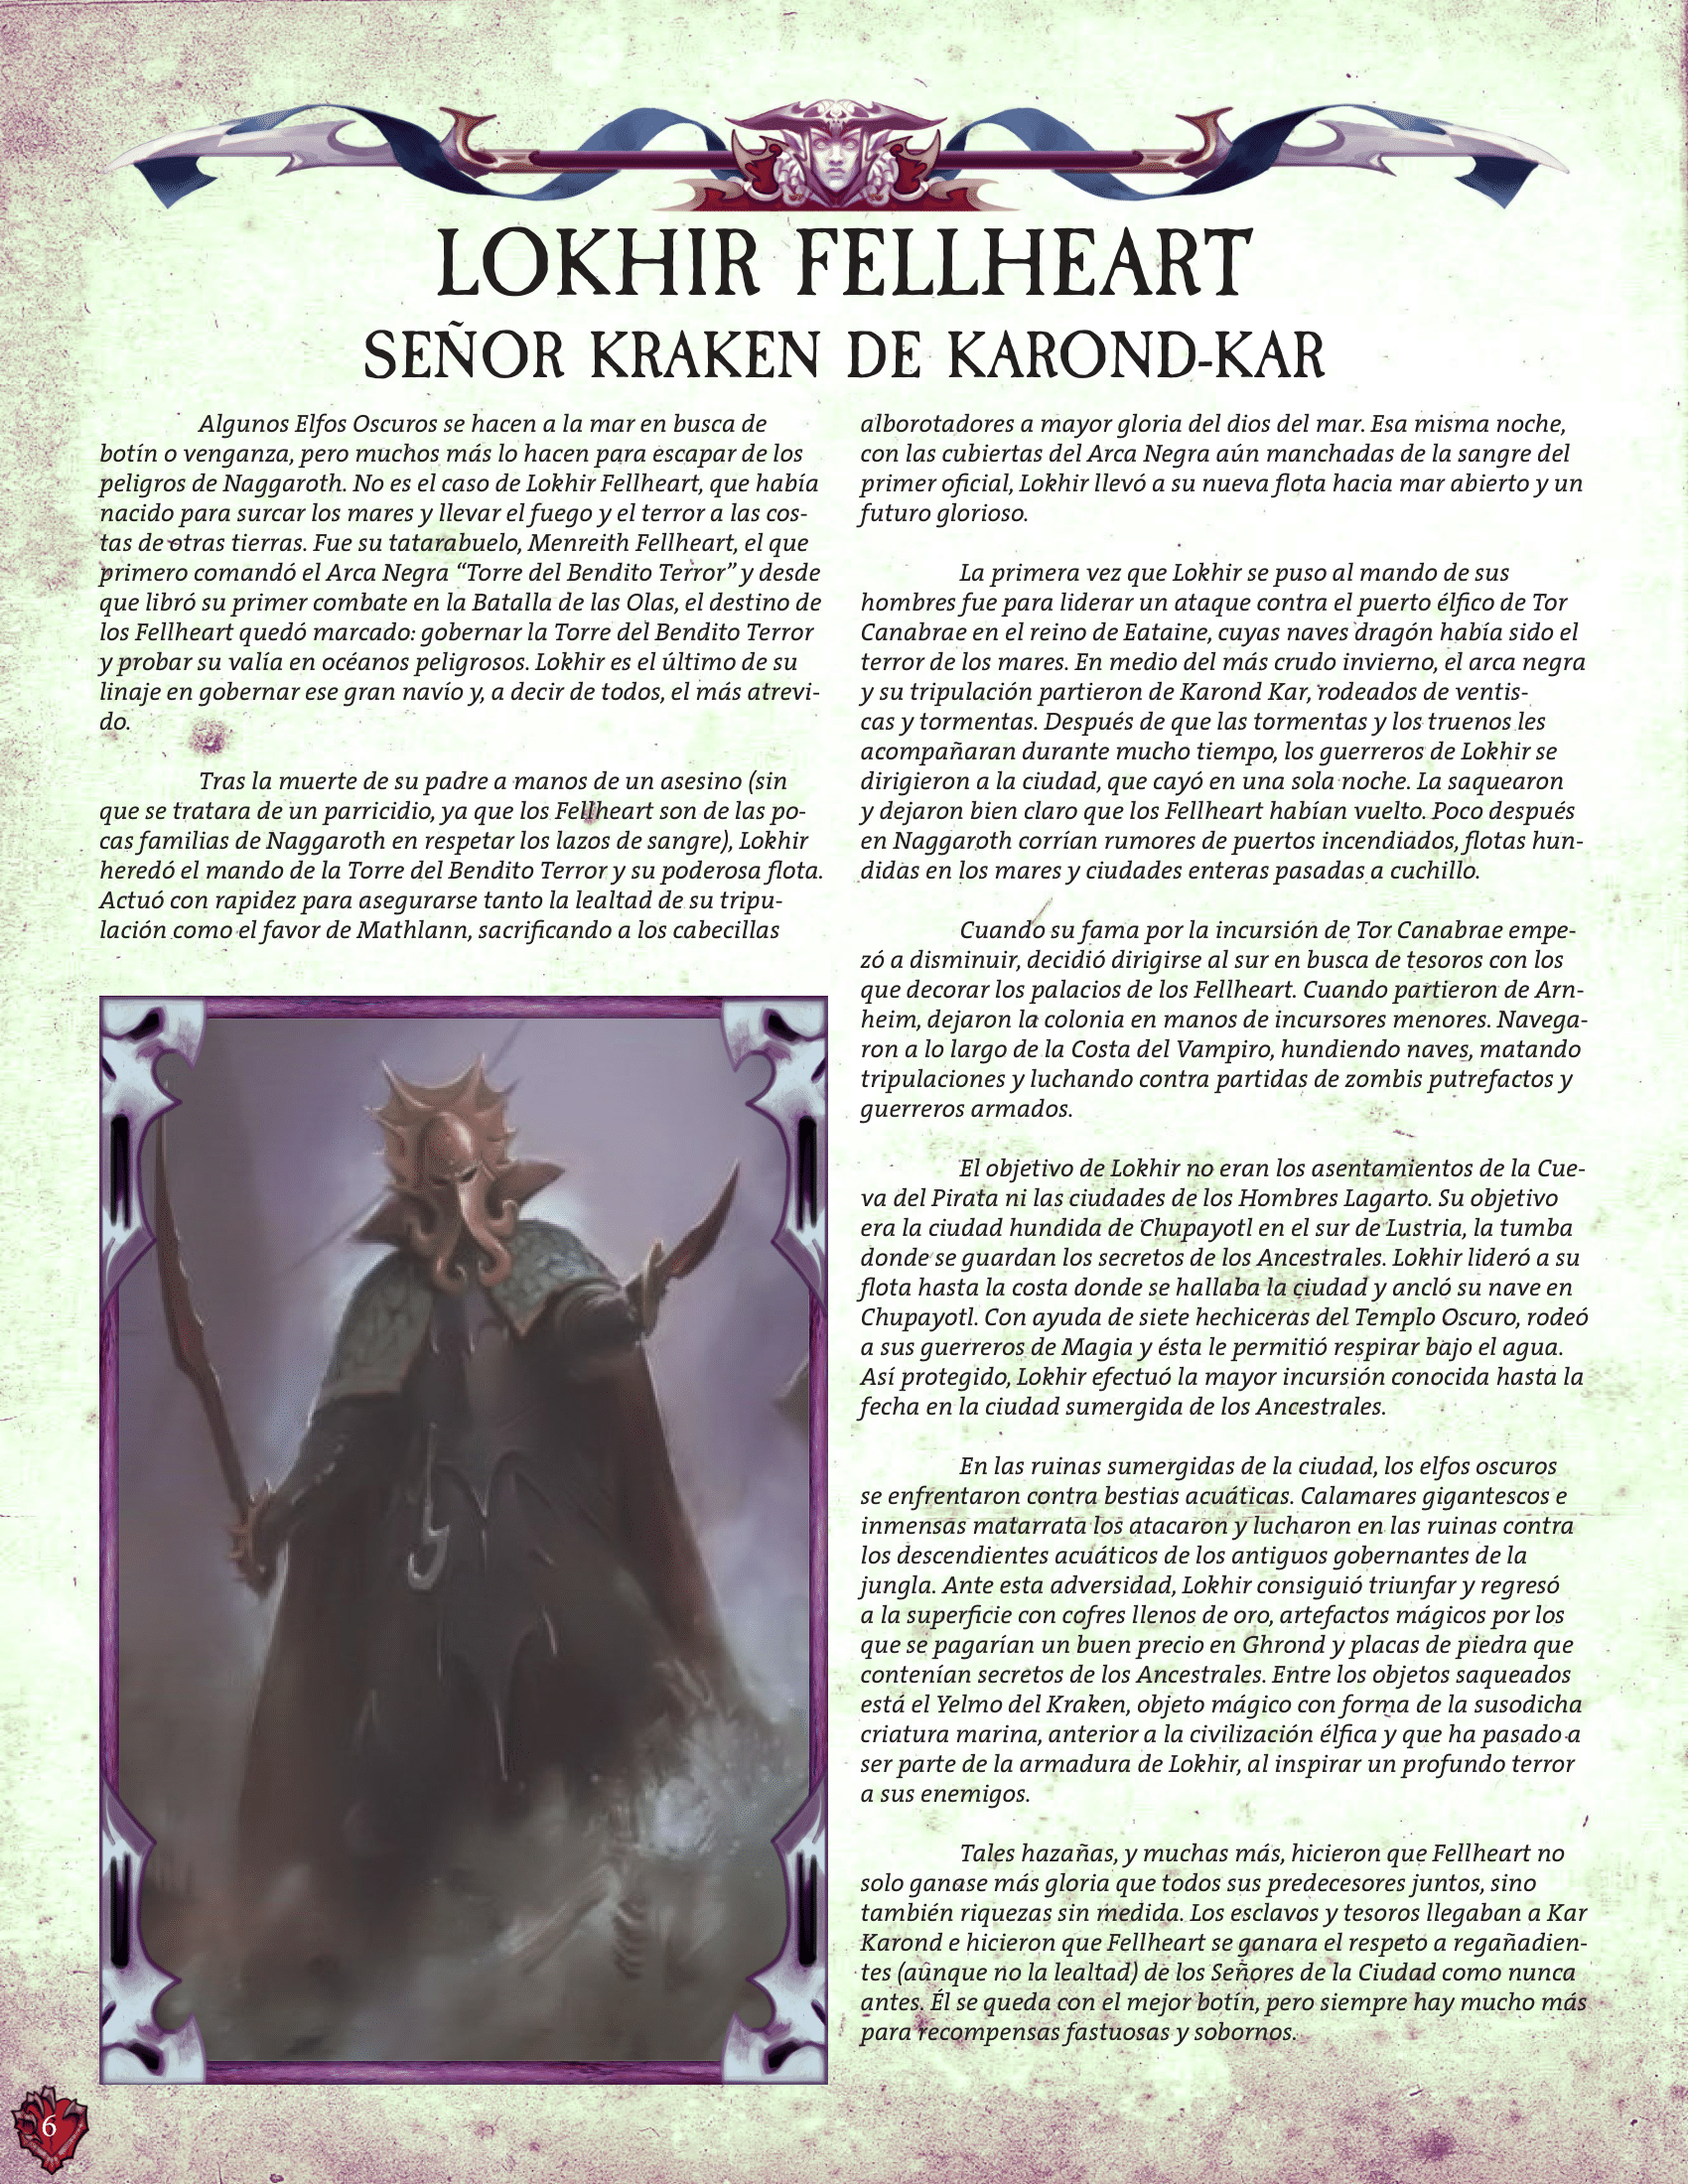 LOKHIR FELLHEART
SEÑOR KRAKEN DE KAROND-KAR
Algunos Elfos Oscuros se hacen a la mar en busca de
botín o venganza, pero muchos más lo hacen para escapar de los
peligros de Naggaroth. No es el caso de Lokhir Fellheart, que había
nacido para surcar los mares y llevar el fuego y el terror a las cos-
tas de otras tierras. Fue su tatarabuelo, Menreith Fellheart, el que
primero comandó el Arca Negra “Torre del Bendito Terror” y desde
que libró su primer combate en la Batalla de las Olas, el destino de
los Fellheart quedó marcado: gobernar la Torre del Bendito Terror
y probar su valía en océanos peligrosos. Lokhir es el último de su
linaje en gobernar ese gran navío y, a decir de todos, el más atrevi-
do.
Tras la muerte de su padre a manos de un asesino (sin
que se tratara de un parricidio, ya que los Fellheart son de las po-
cas familias de Naggaroth en respetar los lazos de sangre), Lokhir
heredó el mando de la Torre del Bendito Terror y su poderosa flota.
Actuó con rapidez para asegurarse tanto la lealtad de su tripu-
lación como el favor de Mathlann, sacrificando a los cabecillas
alborotadores a mayor gloria del dios del mar. Esa misma noche,
con las cubiertas del Arca Negra aún manchadas de la sangre del
primer oficial, Lokhir llevó a su nueva flota hacia mar abierto y un
futuro glorioso.
La primera vez que Lokhir se puso al mando de sus
hombres fue para liderar un ataque contra el puerto élfico de Tor
Canabrae en el reino de Eataine, cuyas naves dragón había sido el
terror de los mares. En medio del más crudo invierno, el arca negra
y su tripulación partieron de Karond Kar, rodeados de ventis-
cas y tormentas. Después de que las tormentas y los truenos les
acompañaran durante mucho tiempo, los guerreros de Lokhir se
dirigieron a la ciudad, que cayó en una sola noche. La saquearon
y dejaron bien claro que los Fellheart habían vuelto. Poco después
en Naggaroth corrían rumores de puertos incendiados, flotas hun-
didas en los mares y ciudades enteras pasadas a cuchillo.
Cuando su fama por la incursión de Tor Canabrae empe-
zó a disminuir, decidió dirigirse al sur en busca de tesoros con los
que decorar los palacios de los Fellheart. Cuando partieron de Arn-
heim, dejaron la colonia en manos de incursores menores. Navega-
ron a lo largo de la Costa del Vampiro, hundiendo naves, matando
tripulaciones y luchando contra partidas de zombis putrefactos y
guerreros armados.
El objetivo de Lokhir no eran los asentamientos de la Cue-
va del Pirata ni las ciudades de los Hombres Lagarto. Su objetivo
era la ciudad hundida de Chupayotl en el sur de Lustria, la tumba
donde se guardan los secretos de los Ancestrales. Lokhir lideró a su
flota hasta la costa donde se hallaba la ciudad y ancló su nave en
Chupayotl. Con ayuda de siete hechiceras del Templo Oscuro, rodeó
a sus guerreros de Magia y ésta le permitió respirar bajo el agua.
Así protegido, Lokhir efectuó la mayor incursión conocida hasta la
fecha en la ciudad sumergida de los Ancestrales.
En las ruinas sumergidas de la ciudad, los elfos oscuros
se enfrentaron contra bestias acuáticas. Calamares gigantescos e
inmensas matarrata los atacaron y lucharon en las ruinas contra
los descendientes acuáticos de los antiguos gobernantes de la
jungla. Ante esta adversidad, Lokhir consiguió triunfar y regresó
a la superficie con cofres llenos de oro, artefactos mágicos por los
que se pagarían un buen precio en Ghrond y placas de piedra que
contenían secretos de los Ancestrales. Entre los objetos saqueados
está el Yelmo del Kraken, objeto mágico con forma de la susodicha
criatura marina, anterior a la civilización élfica y que ha pasado a
ser parte de la armadura de Lokhir, al inspirar un profundo terror
a sus enemigos.
Tales hazañas, y muchas más, hicieron que Fellheart no
solo ganase más gloria que todos sus predecesores juntos, sino
también riquezas sin medida. Los esclavos y tesoros llegaban a Kar
Karond e hicieron que Fellheart se ganara el respeto a regañadien-
tes (aunque no la lealtad) de los Señores de la Ciudad como nunca
antes. Él se queda con el mejor botín, pero siempre hay mucho más
para recompensas fastuosas y sobornos.
6